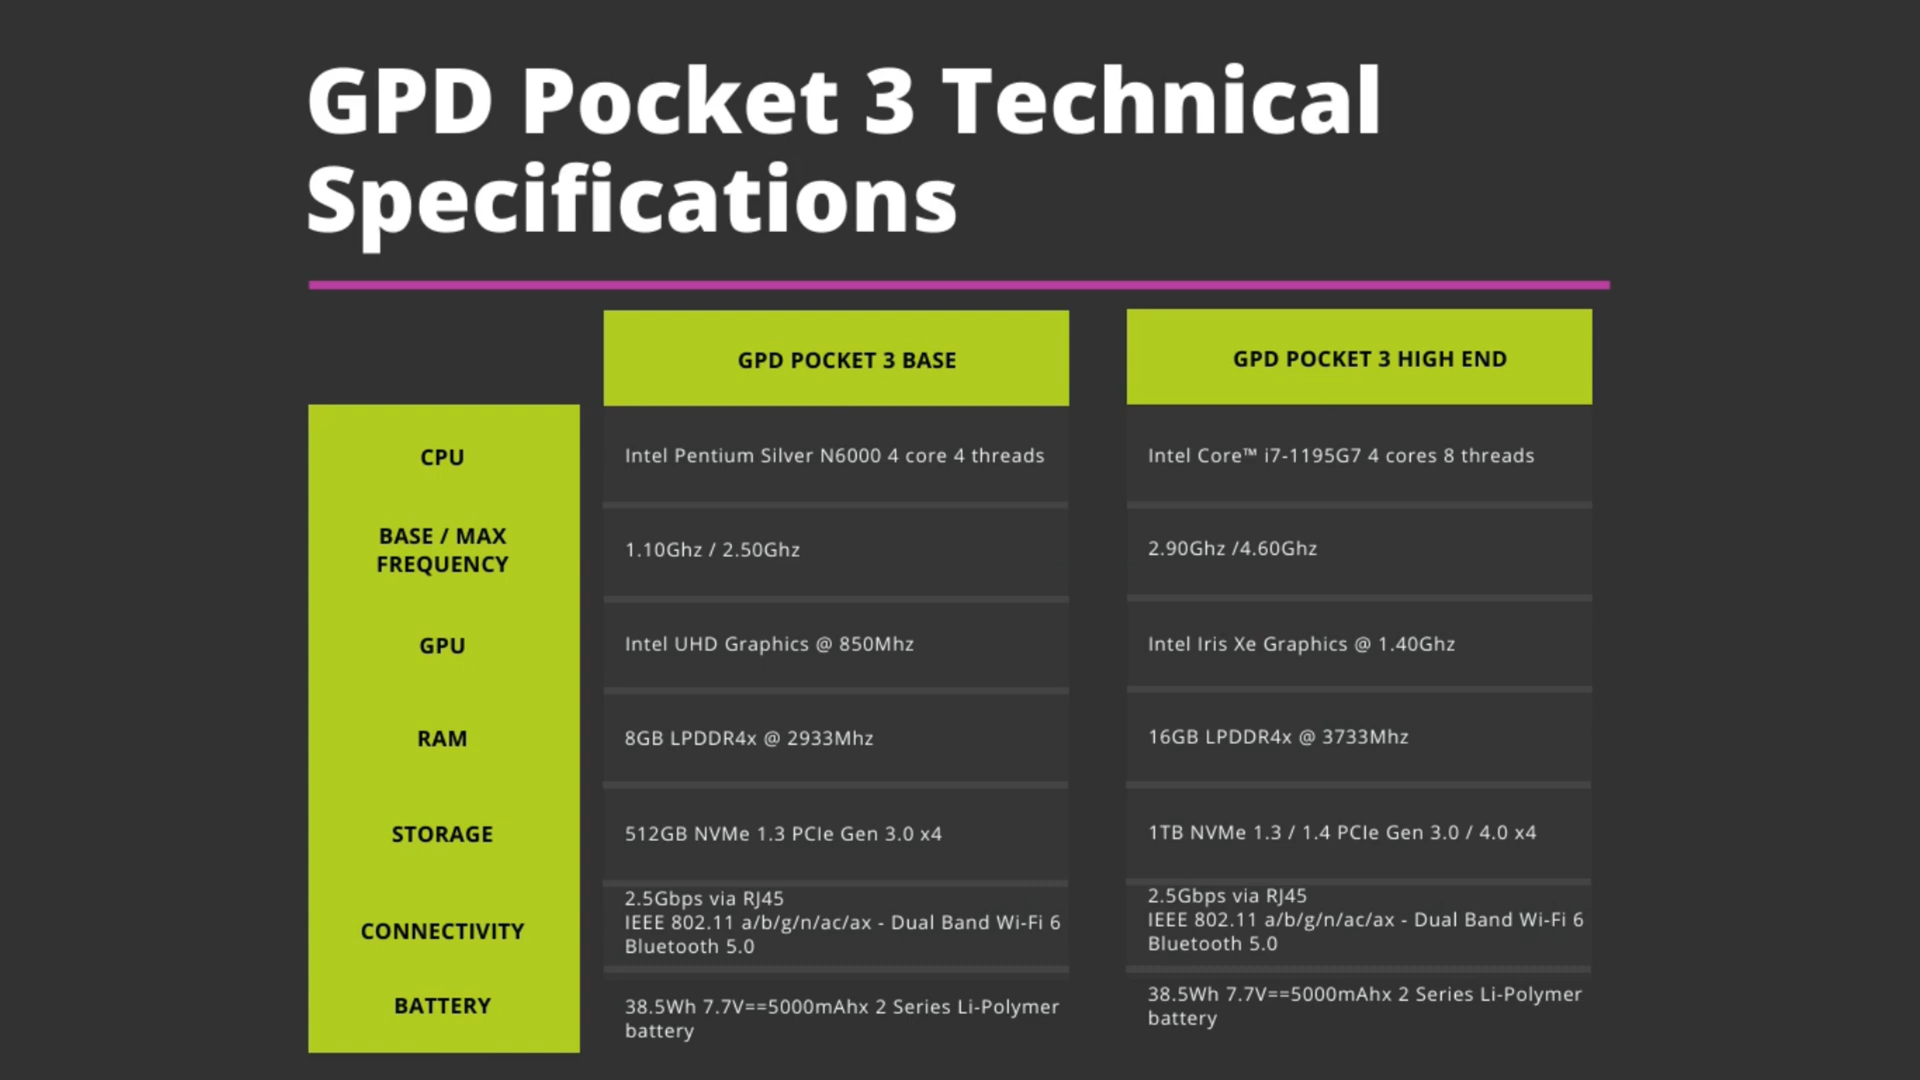 GPD Pocket 3 Technical
Specifications
GPD POCKET 3 BASE
GPD POCKET 3 HIGH END
CPU
Intel Pentium Silver N6000 4 core 4 threads
Intel Core™ i7-1195G7 4 cores 8 threads
BASE / MAX
FREQUENCY
1.10Ghz / 2.50Ghz
2.90Ghz /4.60Ghz
GPU
Intel UHD Graphics @ 850Mhz
Intel Iris Xe Graphics @ 1.40Ghz
RAM
8GB LPDDR4x @ 2933Mhz
16GB LPDDR4x @ 3733Mhz
STORAGE
512GB NVMe 1.3 PCIe Gen 3.0 x4
1TB NVMe 1.3 / 1.4 PCIe Gen 3.0 / 4.0 x4
CONNECTIVITY
2.5Gbps via RJ45
IEEE 802.11 a/b/g/n/ac/ax - Dual Band Wi-Fi 6
Bluetooth 5.0
2.5Gbps via RJ45
IEEE 802.11 a/b/g/n/ac/ax - Dual Band Wi-Fi 6
Bluetooth 5.0
BATTERY
38.5Wh 7.7V==5000mAhx 2 Series Li-Polymer
battery
38.5Wh 7.7V==5000mAhx 2 Series Li-Polymer
battery